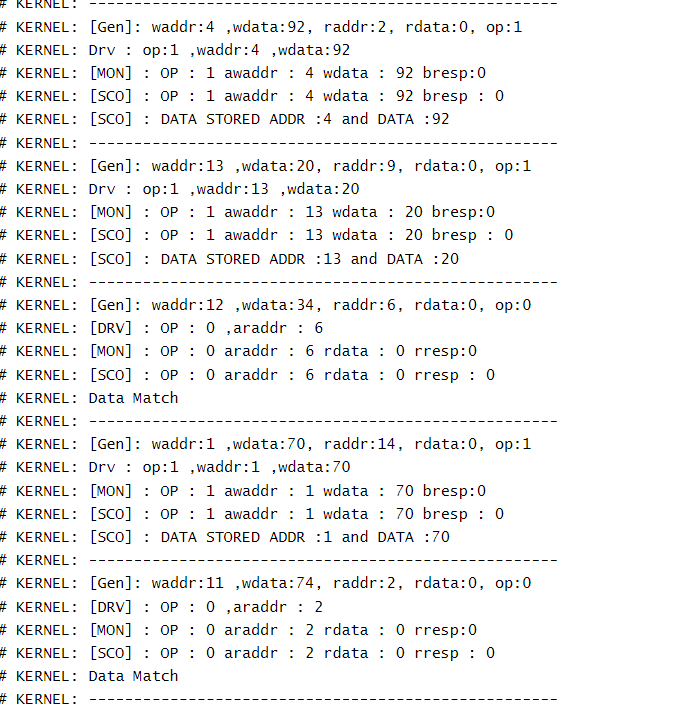 # KERNEL: ----------------------------------------------------
# KERNEL: [Gen]: waddr:4 ,wdata:92, raddr:2, rdata:0, op:1
# KERNEL: Drv : op:1 ,waddr:4 ,wdata:92
# KERNEL: [MON] : OP : 1 awaddr : 4 wdata : 92 bresp:0
# KERNEL: [SCO] : OP : 1 awaddr : 4 wdata : 92 bresp : 0
# KERNEL: [SCO] : DATA STORED ADDR :4 and DATA :92
# KERNEL: ----------------------------------------------------
# KERNEL: [Gen]: waddr:13 ,wdata:20, raddr:9, rdata:0, op:1
# KERNEL: Drv : op:1 ,waddr:13 ,wdata:20
# KERNEL: [MON] : OP : 1 awaddr : 13 wdata : 20 bresp:0
# KERNEL: [SCO] : OP : 1 awaddr : 13 wdata : 20 bresp : 0
# KERNEL: [SCO] : DATA STORED ADDR :13 and DATA :20
# KERNEL: ----------------------------------------------------
# KERNEL: [Gen]: waddr:12 ,wdata:34, raddr:6, rdata:0, op:0
# KERNEL: [DRV] : OP : 0 ,araddr : 6
# KERNEL: [MON] : OP : 0 araddr : 6 rdata : 0 rresp:0
# KERNEL: [SCO] : OP : 0 araddr : 6 rdata : 0 rresp : 0
# KERNEL: Data Match
# KERNEL: ----------------------------------------------------
# KERNEL: [Gen]: waddr:1 ,wdata:70, raddr:14, rdata:0, op:1
# KERNEL: Drv : op:1 ,waddr:1 ,wdata:70
# KERNEL: [MON] : OP : 1 awaddr : 1 wdata : 70 bresp:0
# KERNEL: [SCO] : OP : 1 awaddr : 1 wdata : 70 bresp : 0
# KERNEL: [SCO] : DATA STORED ADDR :1 and DATA :70
# KERNEL: ----------------------------------------------------
# KERNEL: [Gen]: waddr:11 ,wdata:74, raddr:2, rdata:0, op:0
# KERNEL: [DRV] : OP : 0 ,araddr : 2
# KERNEL: [MON] : OP : 0 araddr : 2 rdata : 0 rresp:0
# KERNEL: [SCO] : OP : 0 araddr : 2 rdata : 0 rresp : 0
# KERNEL: Data Match
# KERNEL: ----------------------------------------------------